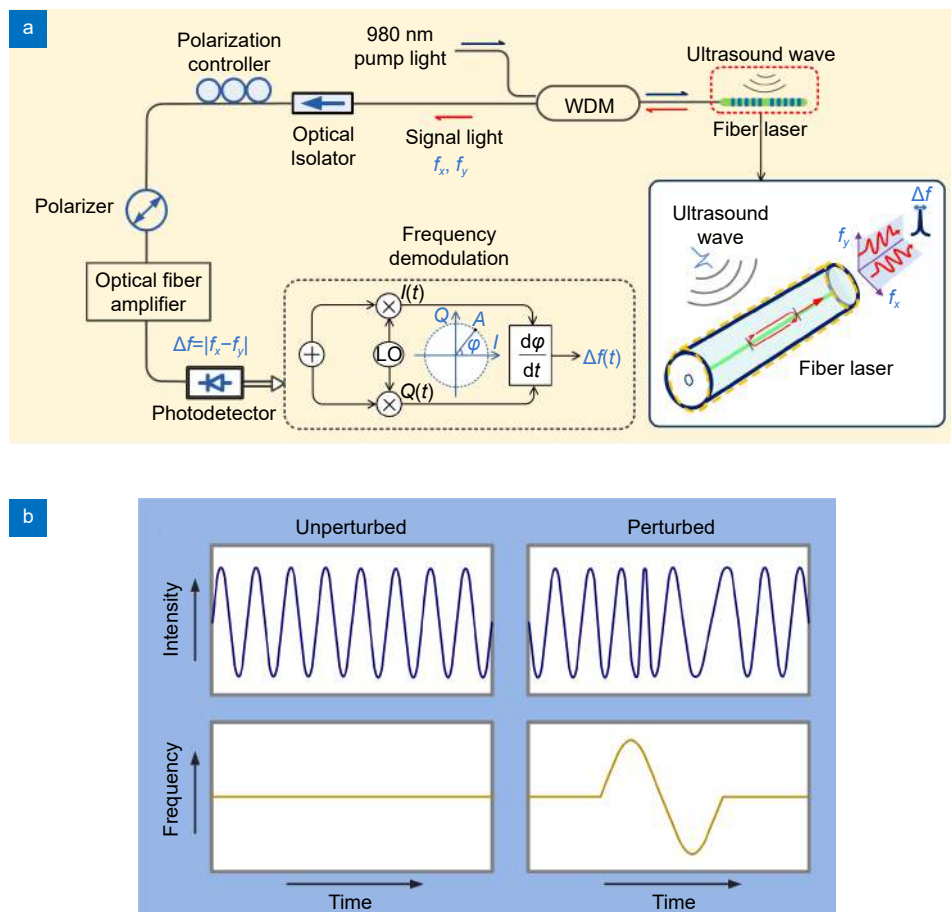 a
Polarization
controller
980 nm
pump light
Ultrasound wave
WDM
Optical
Isolator
Signal light
fx, fy
Fiber laser
Polarizer
Optical fiber
amplifier
Δf=|fx−fy|
Photodetector
Frequency
demodulation
I(t)
Q
A
LO
φ
I
Q(t)
dφ
dt
Δf(t)
Ultrasound
wave
Δf
fy
fx
Fiber laser
b
Unperturbed
Perturbed
Intensity
Frequency
Time
Time